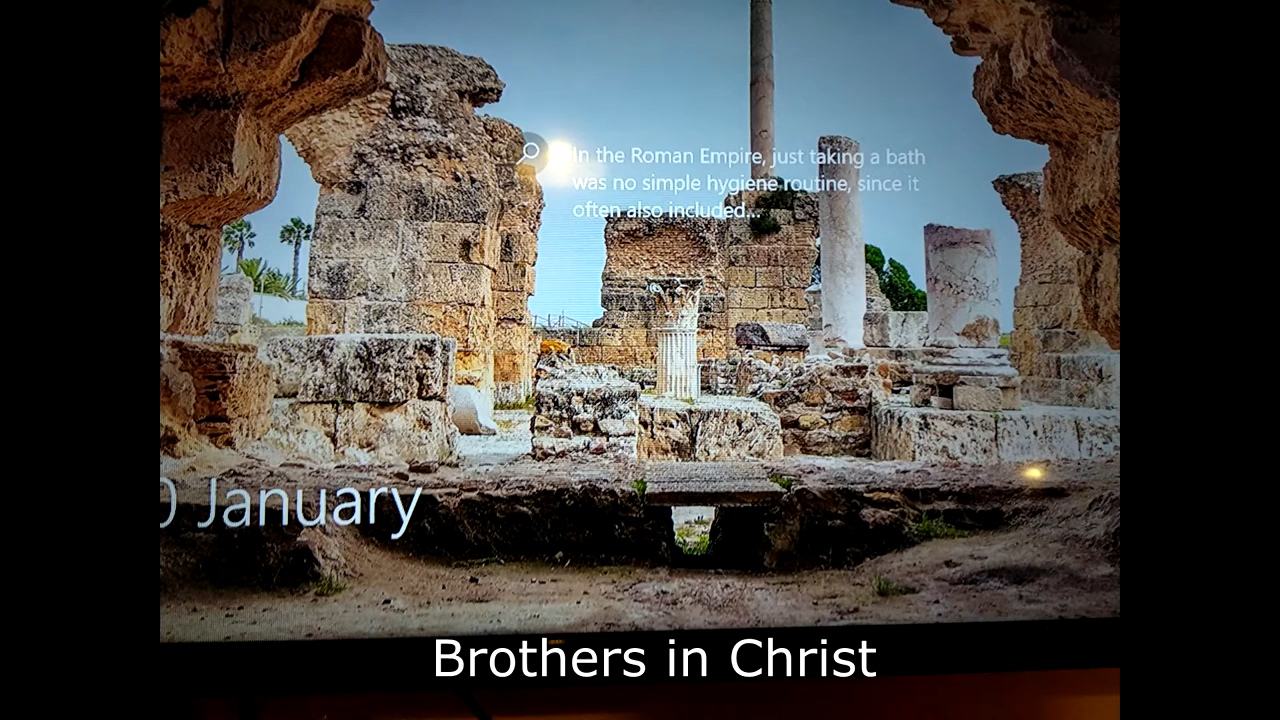 In the Roman Empire, just taking a bath
was no simple hygiene routine, since it
often also included...
0 January
Brothers in Christ